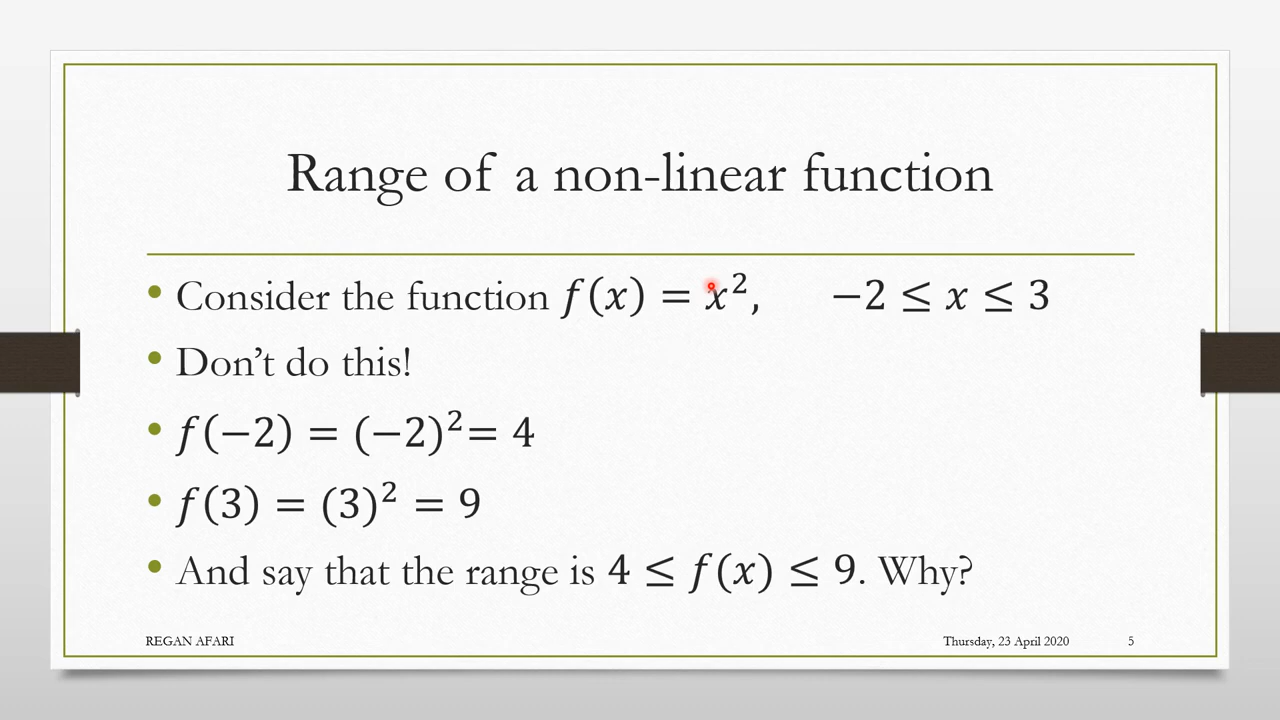 Range of a non-linear function
• Consider the function f(x) = x², −2 ≤ x ≤ 3
• Don’t do this!
• f(−2) = (−2)²= 4
• f(3) = (3)² = 9
• And say that the range is 4 ≤ f(x) ≤ 9. Why?
REGAN AFARI Thursday, 23 April 2020 5